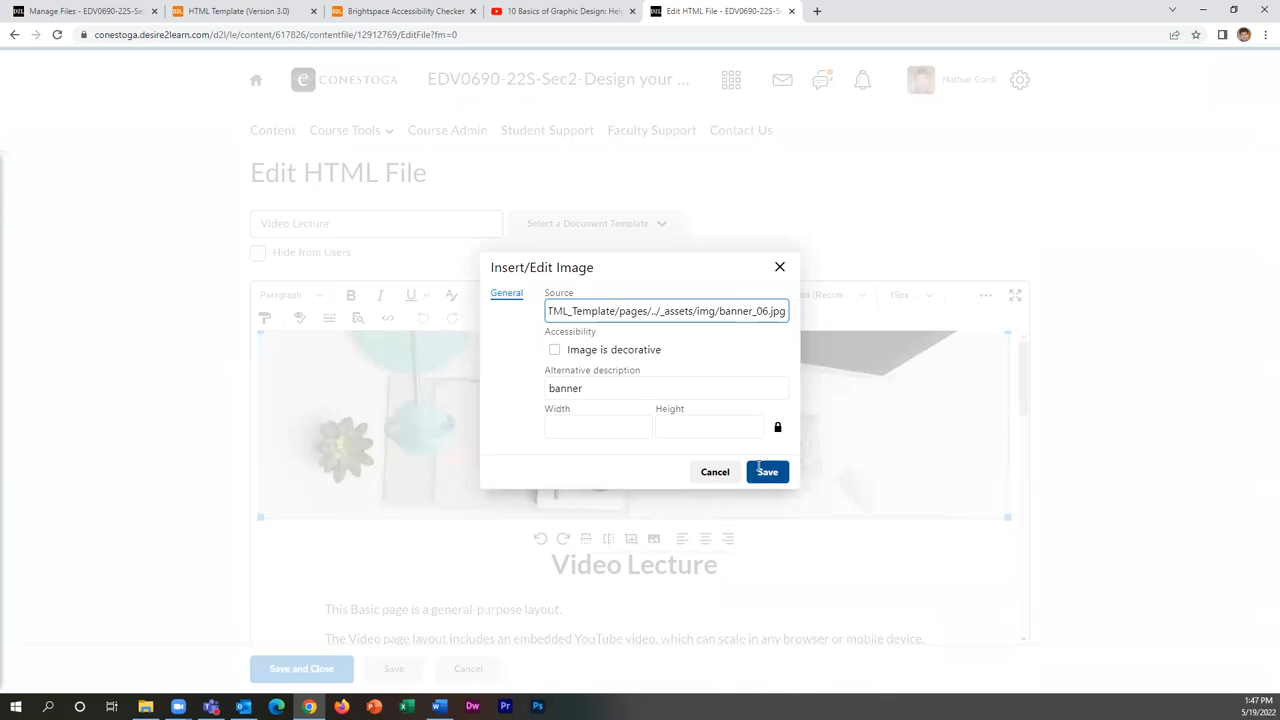 Manage Files - EDV0690-22S-Sec2
HTML Template (Version 3.0)
Brightspace Accessibility Checker
10 Basics of Graphic Design: Hel
Edit HTML File - EDV0690-22S-S
conestoga.desire2learn.com/d2l/le/content/617826/contentfile/12912769/EditFile?fm=0
CONESTOGA
EDV0690-22S-Sec2-Design your ...
Nathan Gardi
Content
Course Tools
Course Admin
Student Support
Faculty Support
Contact Us
Edit HTML File
Video Lecture
Select a Document Template
Hide from Users
Insert/Edit Image
General
Source
TML_Template/pages/../_assets/img/banner_06.jpg
Accessibility
Image is decorative
Alternative description
banner
Width
Height
Cancel
Save
Paragraph
B
I
U
ato (Recom...
19px ...
Video Lecture
This Basic page is a general-purpose layout.
The Video page layout includes an embedded YouTube video, which can scale in any browser or mobile device.
Save and Close
Save
Cancel
1:47 PM
5/19/2022